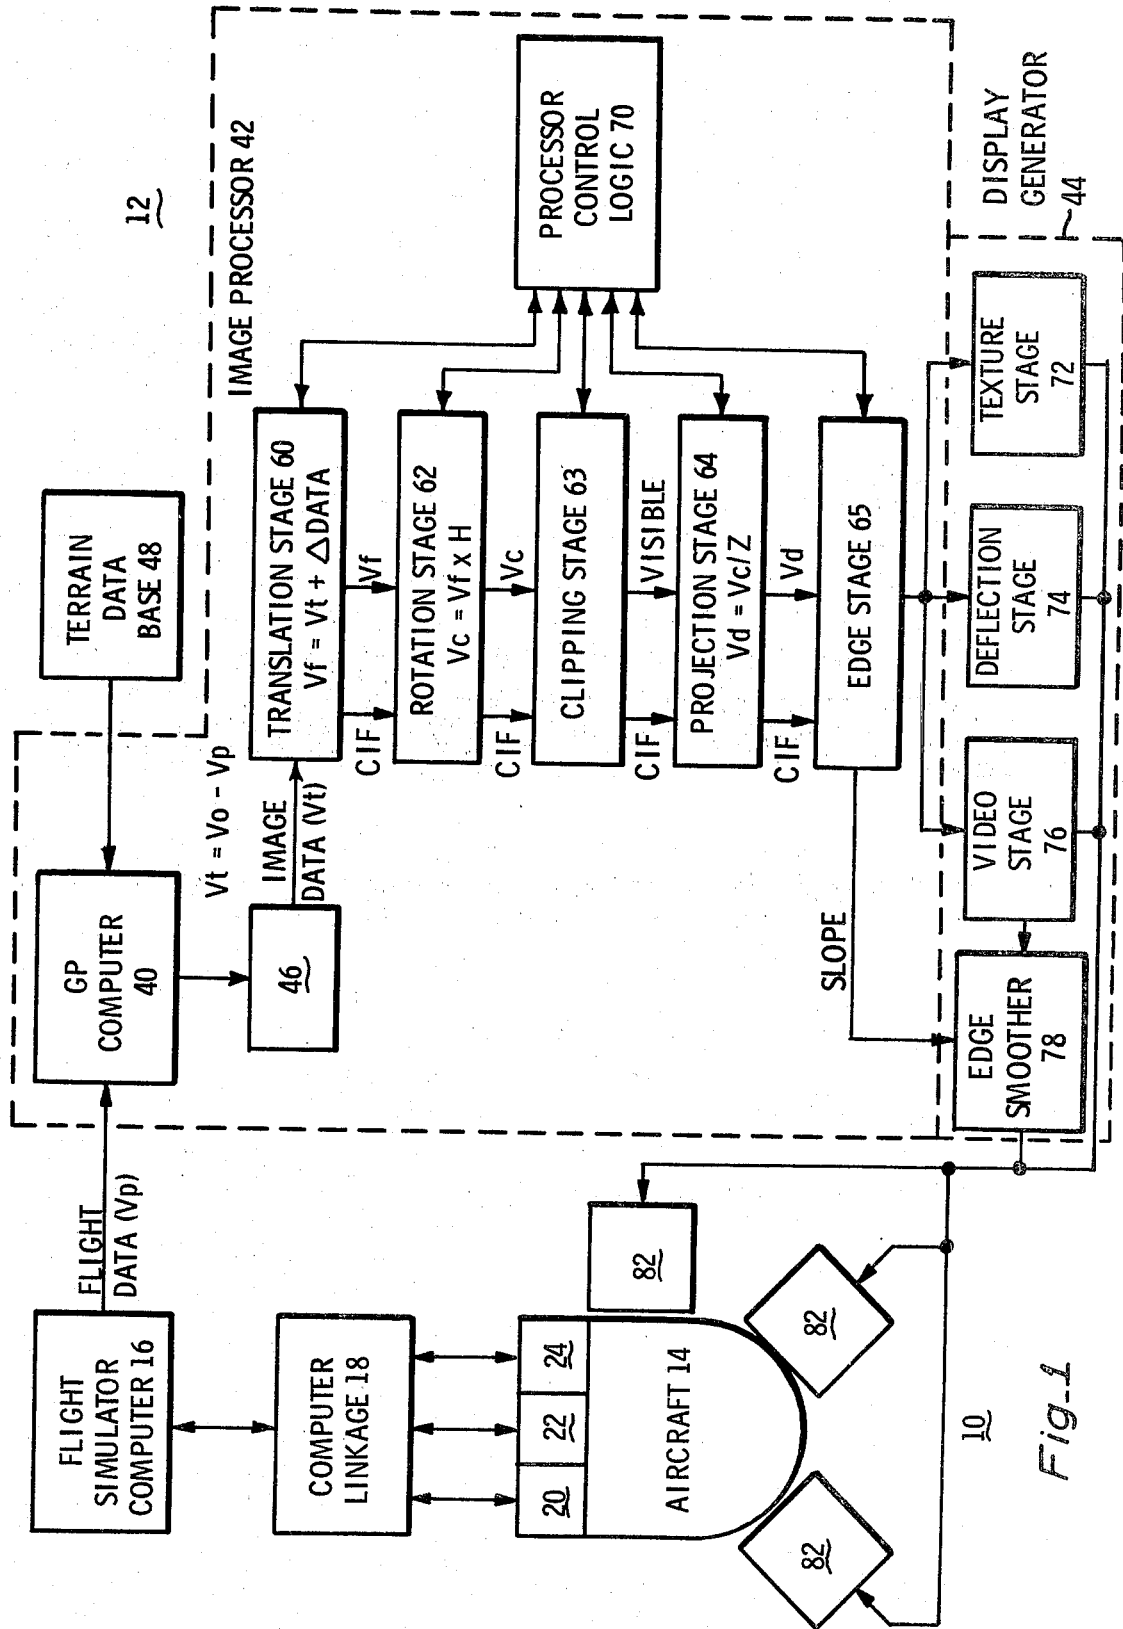 FLIGHT
SIMULATOR
COMPUTER 16
FLIGHT
DATA (Vp)
GP
COMPUTER
40
TERRAIN
DATA
BASE 48
12
COMPUTER
LINKAGE 18
46
Vt = Vo - Vp
IMAGE
DATA (Vt)
IMAGE PROCESSOR 42
TRANSLATION STAGE 60
Vf = Vt + ΔDATA
CIF
Vf
ROTATION STAGE 62
Vc = Vf x H
CIF
Vc
CLIPPING STAGE 63
CIF
VISIBLE
PROJECTION STAGE 64
Vd = Vc/Z
CIF
Vd
EDGE STAGE 65
PROCESSOR
CONTROL
LOGIC 70
SLOPE
20
22
24
AIRCRAFT 14
82
82
82
EDGE
SMOOTHER
78
VIDEO
STAGE
76
DEFLECTION
STAGE
74
TEXTURE
STAGE
72
DISPLAY
GENERATOR
44
10
Fig_1